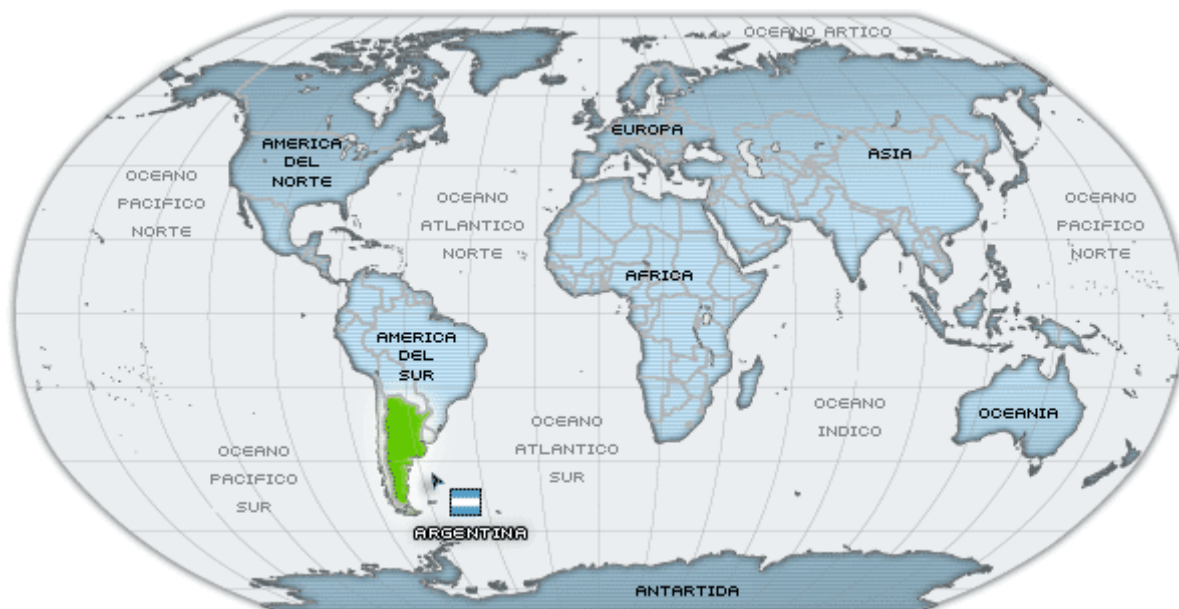 OCEANO ARTICO
EUROPA
AMERICA
DEL
NORTE
ASIA
OCEANO
PACIFICO
NORTE
OCEANO
ATLANTICO
NORTE
OCEANO
PACIFICO
NORTE
AFRICA
AMERICA
DEL
SUR
OCEANO
INDICO
OCEANIA
OCEANO
ATLANTICO
SUR
OCEANO
PACIFICO
SUR
ARGENTINA
ANTARTIDA